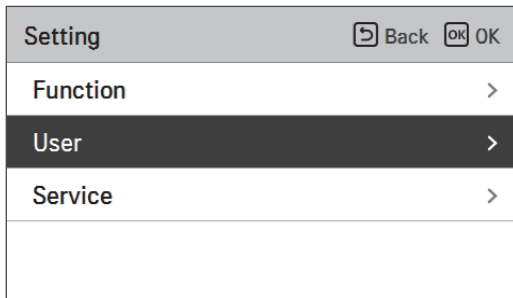 Setting Back OK OK
Function >
User >
Service >